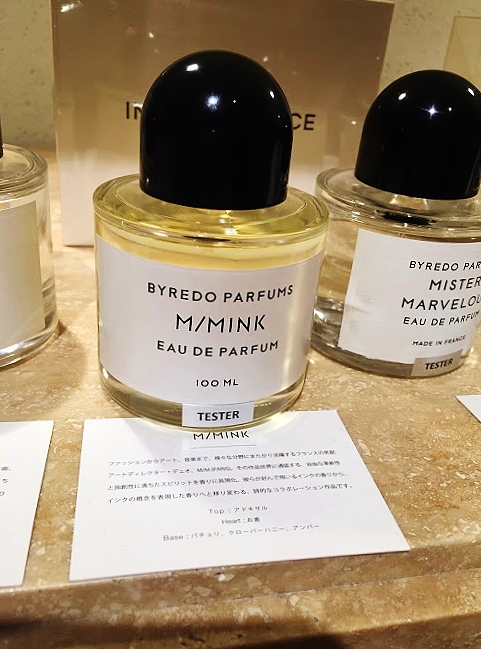 IN
CE
BYREDO PARFUMS
M/MINK
EAU DE PARFUM
100 ML
TESTER
BYREDO PAR
MISTER
MARVELOU
EAU DE PARFUM
MADE IN FRANCE
TESTER
M/MINK
ファッションからアート、音楽まで、様々な分野にまたがり活躍するフランスの気鋭
アートディレクター・デュオ、M/M (PARIS)。その作品世界に通底する、独特な革新性
と独創性に満ちたスピリットを香りに具現化。彼らが好んで用いるインクの香りから、
インクの概念を表現した香りへと移り変わる、詩的なコラボレーション作品です。
Top:アドキサル
Heart:お香
Base:パチョリ、クローバーハニー、アンバー